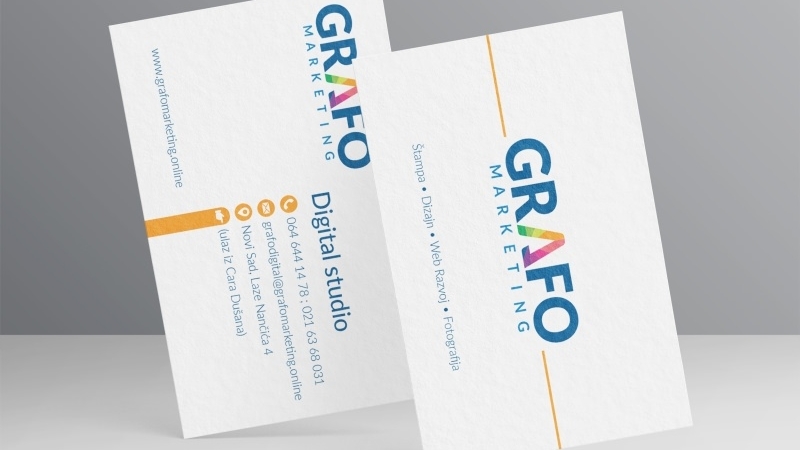 GRAFO
MARKETING
Digital studio
064 644 14 78 ; 021 63 68 031
grafodigital@grafomarketing.online
Novi Sad, Laze Nančića 4
(ulaz iz Cara Dušana)
www.grafomarketing.online
GRAFO
MARKETING
Štampa • Dizajn • Web Razvoj • Fotografija